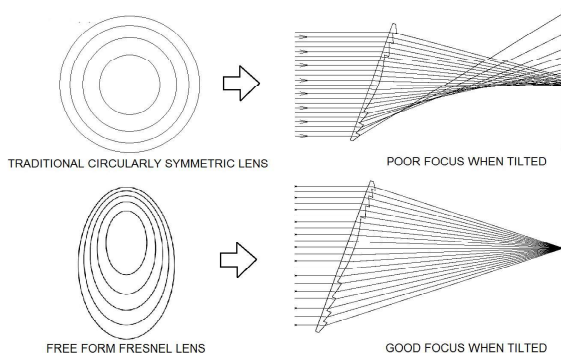 TRADITIONAL CIRCULARLY SYMMETRIC LENS
POOR FOCUS WHEN TILTED
FREE FORM FRESNEL LENS
GOOD FOCUS WHEN TILTED